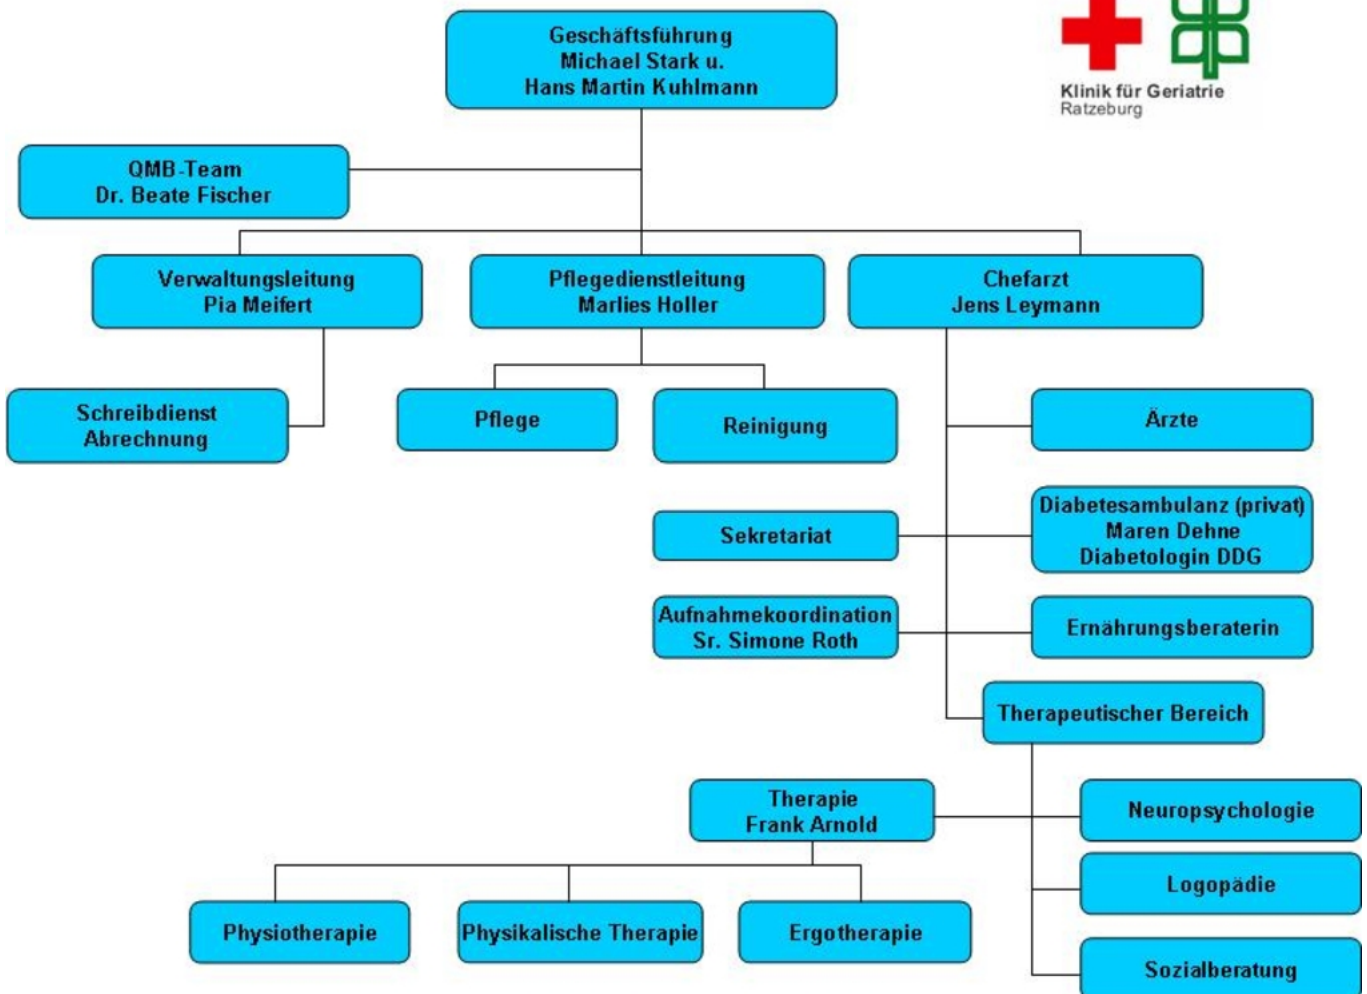 Geschäftsführung
Michael Stark u.
Hans Martin Kuhlmann
Klinik für Geriatrie
Ratzeburg
QMB-Team
Dr. Beate Fischer
Verwaltungsleitung
Pia Meifert
Pflegedienstleitung
Marlies Holler
Chefarzt
Jens Leymann
Schreibdienst
Abrechnung
Pflege
Reinigung
Ärzte
Sekretariat
Diabetesambulanz (privat)
Maren Dehne
Diabetologin DDG
Aufnahmekoordination
Sr. Simone Roth
Ernährungsberaterin
Therapeutischer Bereich
Therapie
Frank Arnold
Neuropsychologie
Logopädie
Physiotherapie
Physikalische Therapie
Ergotherapie
Sozialberatung